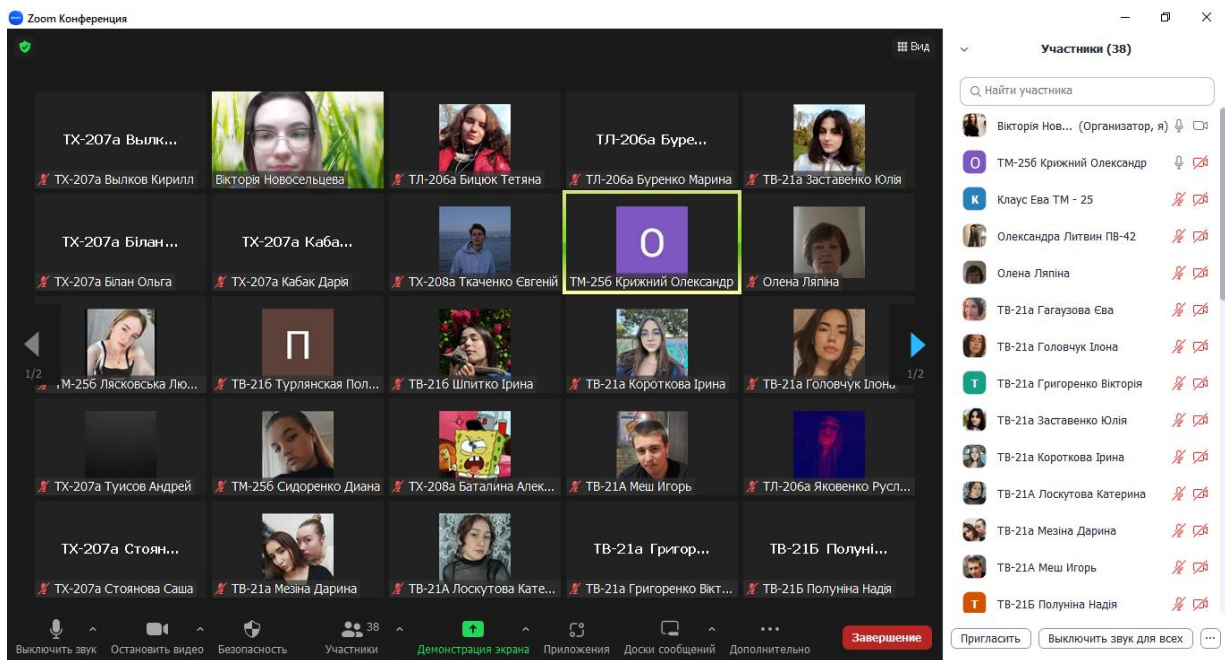 Zoom Конференция
Вид
ТХ-207а Вылк...
ТЛ-206а Буре...
ТХ-207а Вылков Кирилл
Вікторія Новосельцева
ТЛ-206а Бицюк Тетяна
ТЛ-206а Буренко Марина
ТВ-21а Заставенко Юлія
ТХ-207а Білан...
ТХ-207а Каба...
О
ТХ-207а Білан Ольга
ТХ-207а Кабак Дарія
ТХ-208а Ткаченко Євгеній
ТМ-256 Крижний Олександр
Олена Ляпіна
П
1/2
1/2
ТМ-256 Лясковська Лю...
ТВ-216 Турлянская Пол...
ТВ-216 Шпитко Ірина
ТВ-21а Короткова Ірина
ТВ-21а Головчук Ілона
ТХ-207а Туисов Андрей
ТМ-256 Сидоренко Диана
ТХ-208а Баталина Алек...
ТВ-21А Меш Игорь
ТЛ-206а Яковенко Русл...
ТХ-207а Стоян...
ТВ-21а Григор...
ТВ-21Б Полуні...
ТХ-207а Стоянова Саша
ТВ-21а Мезіна Дарина
ТВ-21А Лоскутова Кате...
ТВ-21а Григоренко Вікт...
ТВ-21Б Полуніна Надія
Выключить звук
Остановить видео
Безопасность
38
Участники
Демонстрация экрана
Приложения
Доски сообщений
Дополнительно
Завершение
Участники (38)
Найти участника
Вікторія Нов... (Организатор, я)
О ТМ-256 Крижний Олександр
К Клаус Ева ТМ - 25
Олександра Литвин ПВ-42
Олена Ляпіна
ТВ-21а Гагаузова Єва
ТВ-21а Головчук Ілона
Т ТВ-21а Григоренко Вікторія
ТВ-21а Заставенко Юлія
ТВ-21а Короткова Ірина
ТВ-21А Лоскутова Катерина
ТВ-21а Мезіна Дарина
ТВ-21А Меш Игорь
Т ТВ-21Б Полуніна Надія
Пригласить
Выключить звук для всех
...